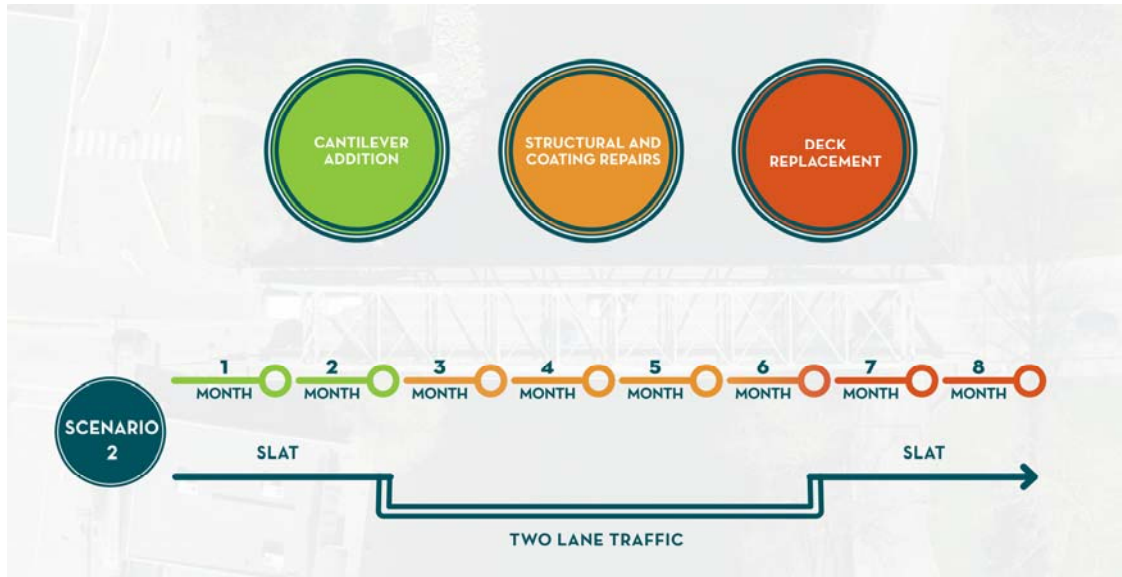 CANTILEVER
ADDITION
STRUCTURAL AND
COATING REPAIRS
DECK
REPLACEMENT
1
MONTH
2
MONTH
3
MONTH
4
MONTH
5
MONTH
6
MONTH
7
MONTH
8
MONTH
SCENARIO
2
SLAT
SLAT
TWO LANE TRAFFIC